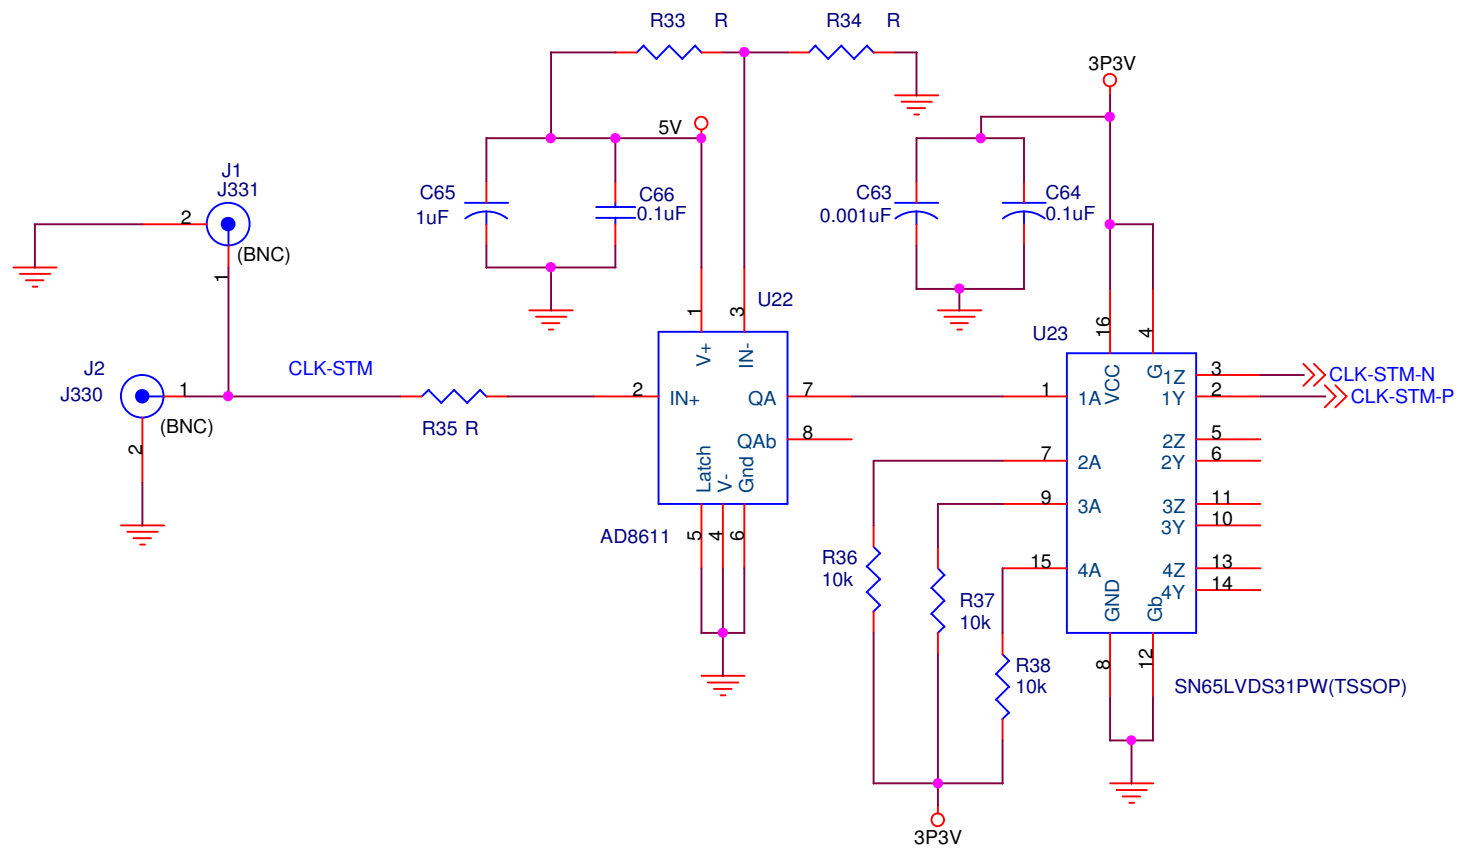 R33 R
R34 R
3P3V
5V
J1
J331
2
(BNC)
1
C65
1uF
C66
0.1uF
C63
0.001uF
C64
0.1uF
U22
1
3
V+
IN-
16
4
U23
VCC
G
J2
J330
1
(BNC)
2
CLK-STM
R35 R
2
IN+
QA
7
QAb
8
Latch
V-
Gnd
AD8611
5
4
6
1
1A
1Z
3
CLK-STM-N
1Y
2
CLK-STM-P
2Z
5
7
2A
2Y
6
9
3A
3Z
11
3Y
10
15
4A
4Z
13
4Y
14
GND
Gb
8
12
R36
10k
R37
10k
R38
10k
SN65LVDS31PW(TSSOP)
3P3V